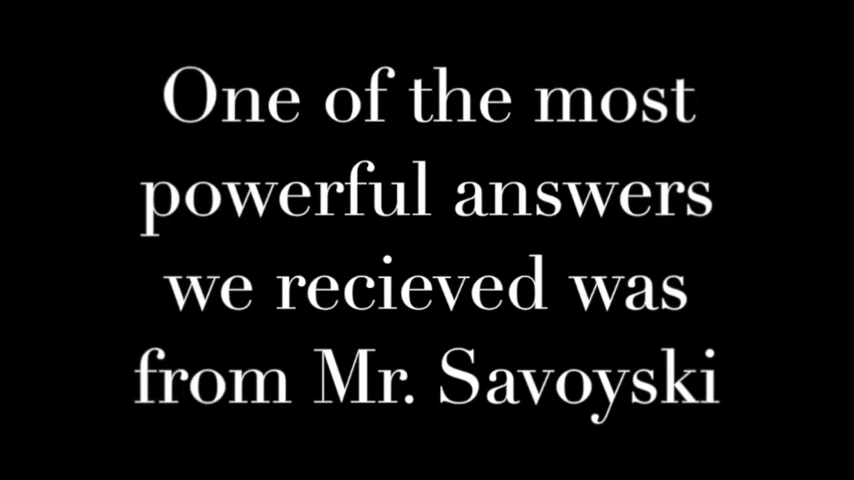 One of the most
powerful answers
we recieved was
from Mr. Savoyski